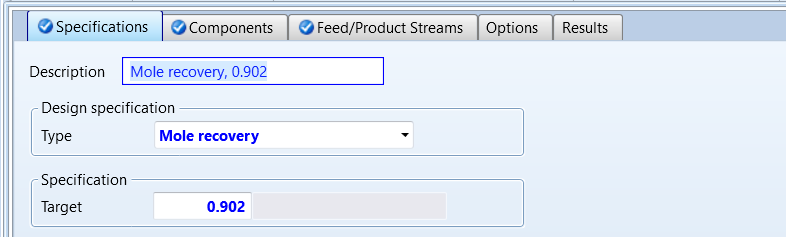 Specifications Components Feed/Product Streams Options Results
Description Mole recovery, 0.902
Design specification
Type Mole recovery
Specification
Target 0.902